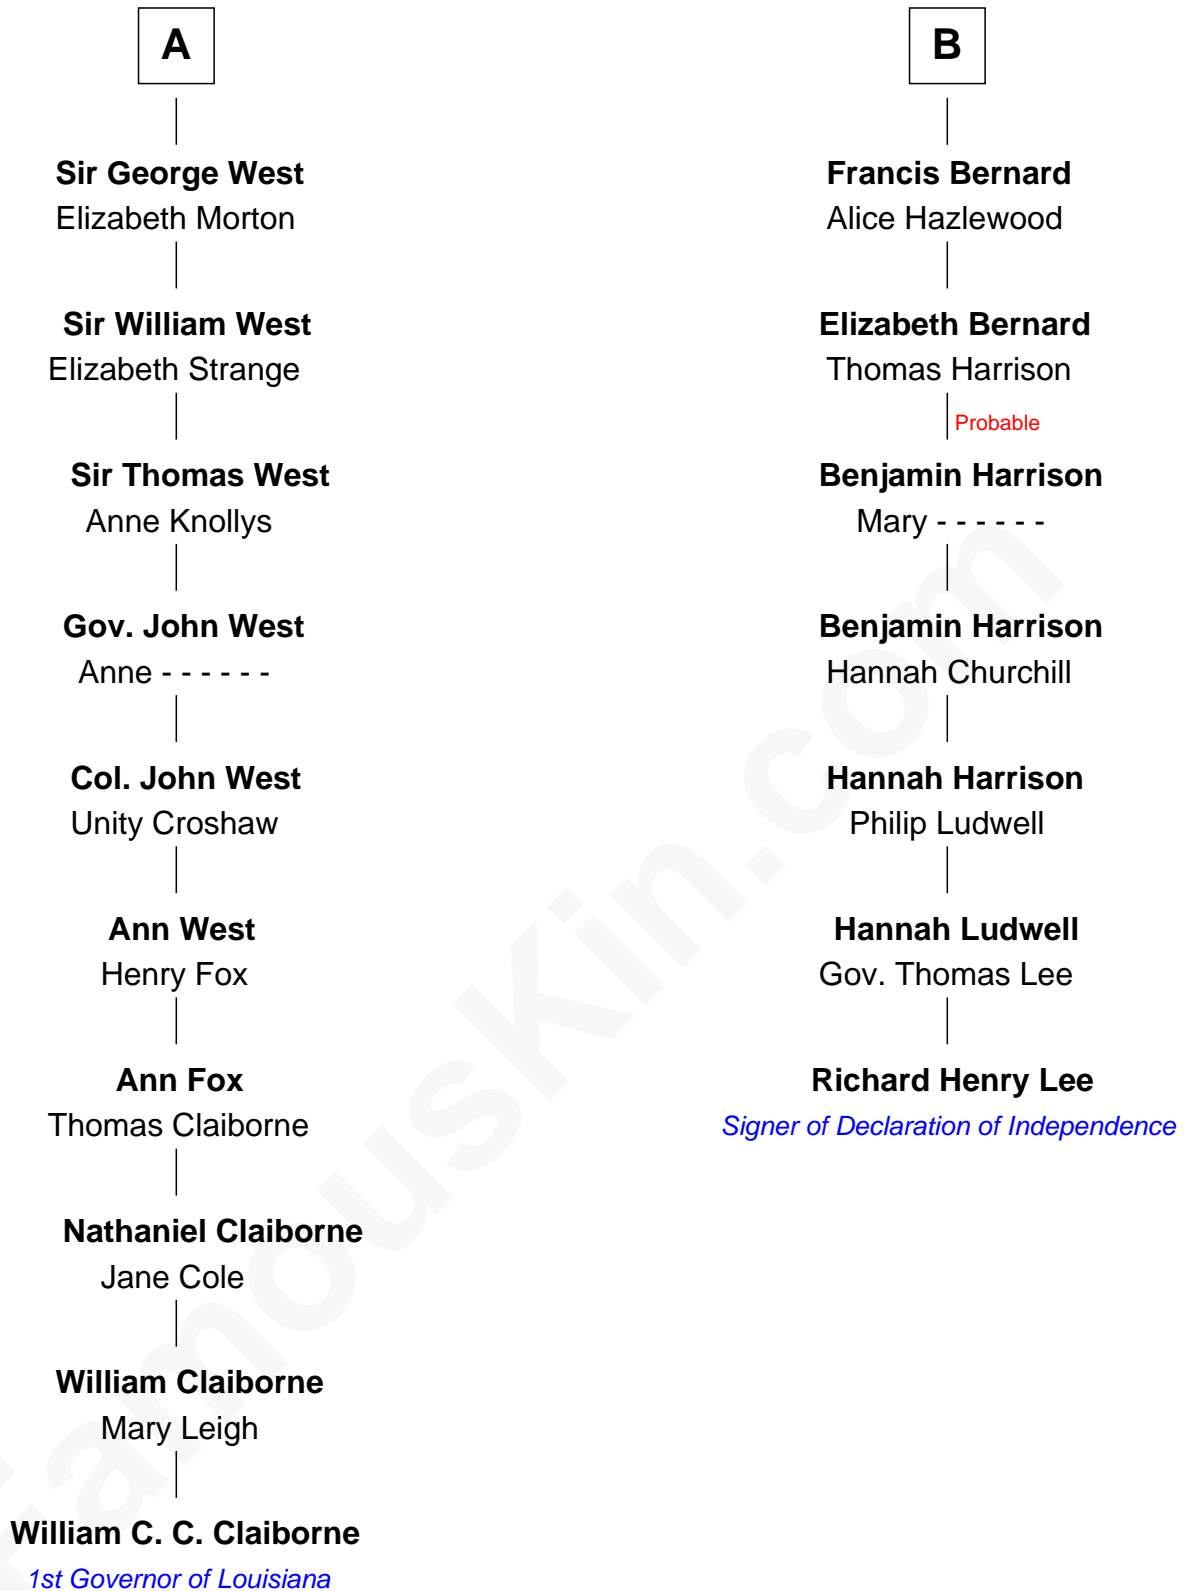 A
Sir George West
Elizabeth Morton
Sir William West
Elizabeth Strange
Sir Thomas West
Anne Knollys
Gov. John West
Anne - - - - - -
Col. John West
Unity Croshaw
Ann West
Henry Fox
Ann Fox
Thomas Claiborne
Nathaniel Claiborne
Jane Cole
William Claiborne
Mary Leigh
William C. C. Claiborne
1st Governor of Louisiana
B
Francis Bernard
Alice Hazlewood
Elizabeth Bernard
Thomas Harrison
Probable
Benjamin Harrison
Mary - - - - - -
Benjamin Harrison
Hannah Churchill
Hannah Harrison
Philip Ludwell
Hannah Ludwell
Gov. Thomas Lee
Richard Henry Lee
Signer of Declaration of Independence
FamousKin.com